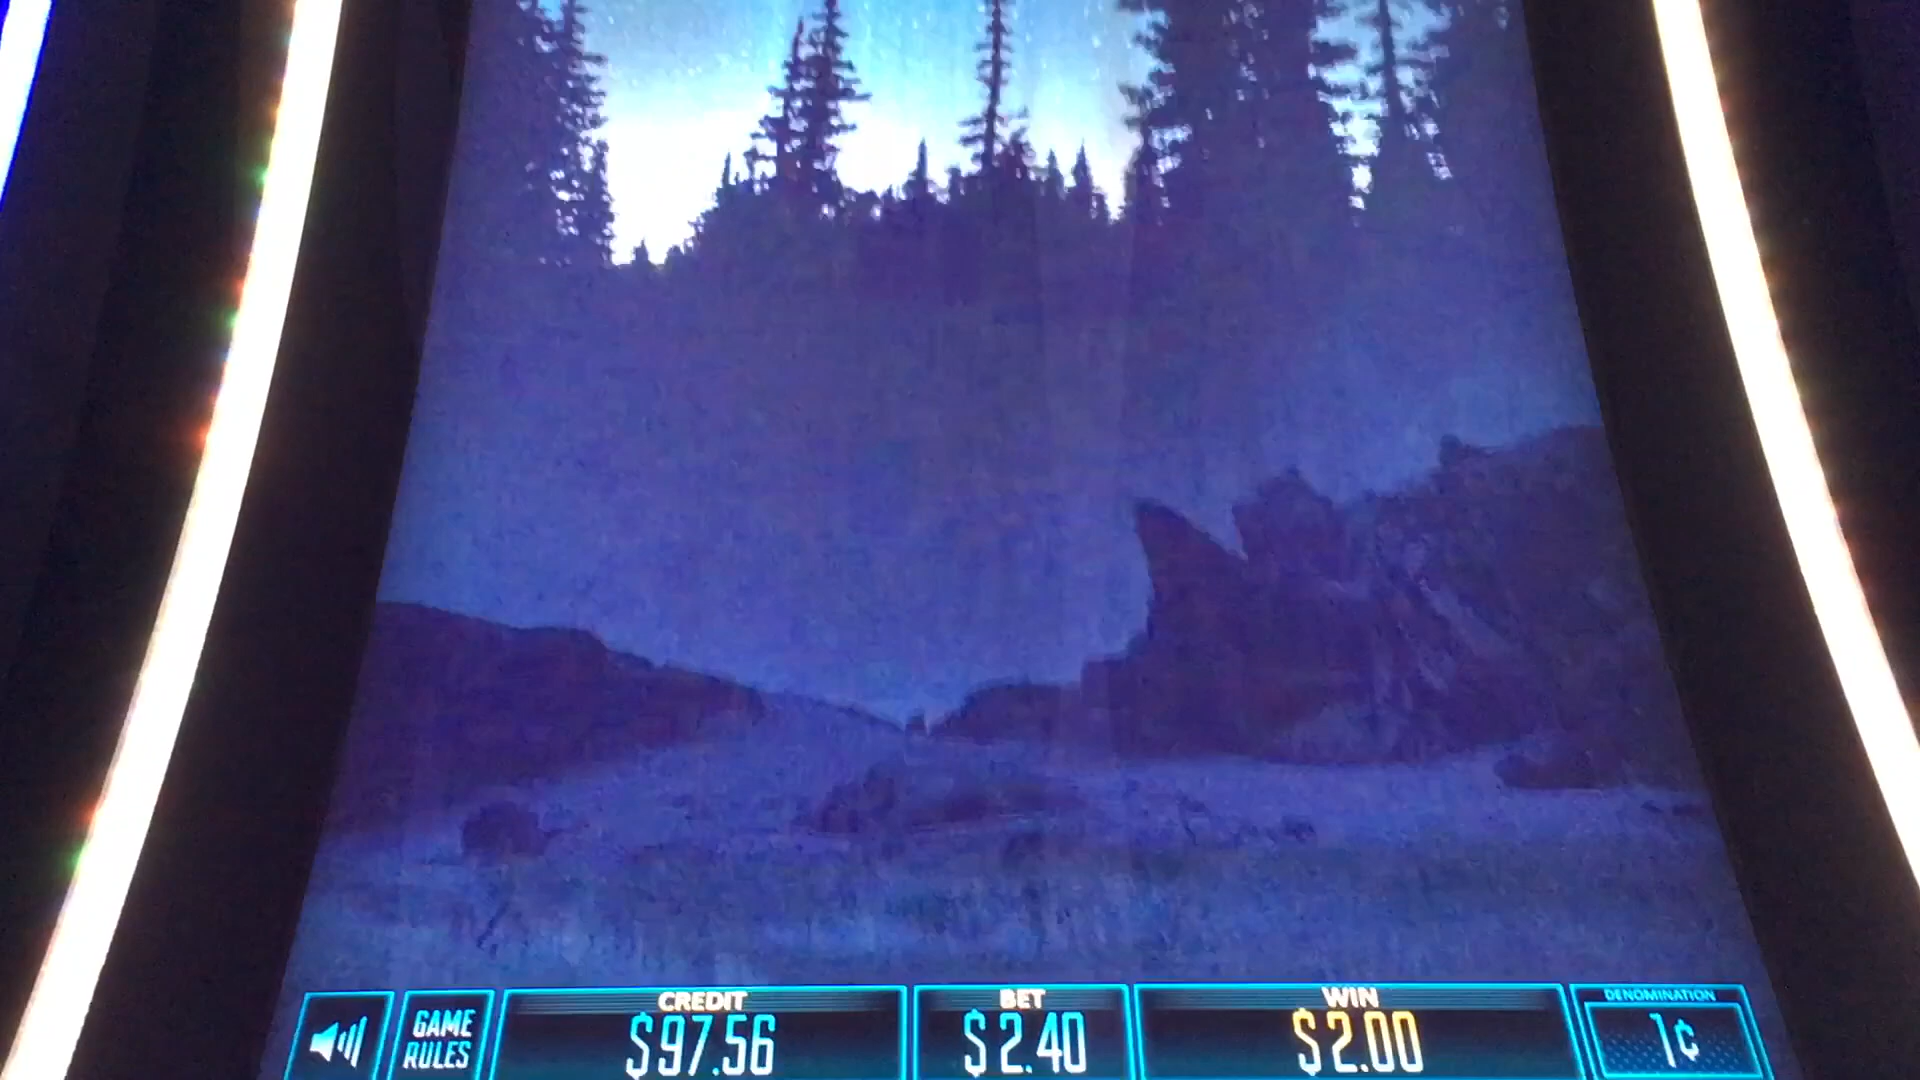 GAME
RULES
CREDIT
$97.56
BET
$2.40
WIN
$2.00
DENOMINATION
1¢